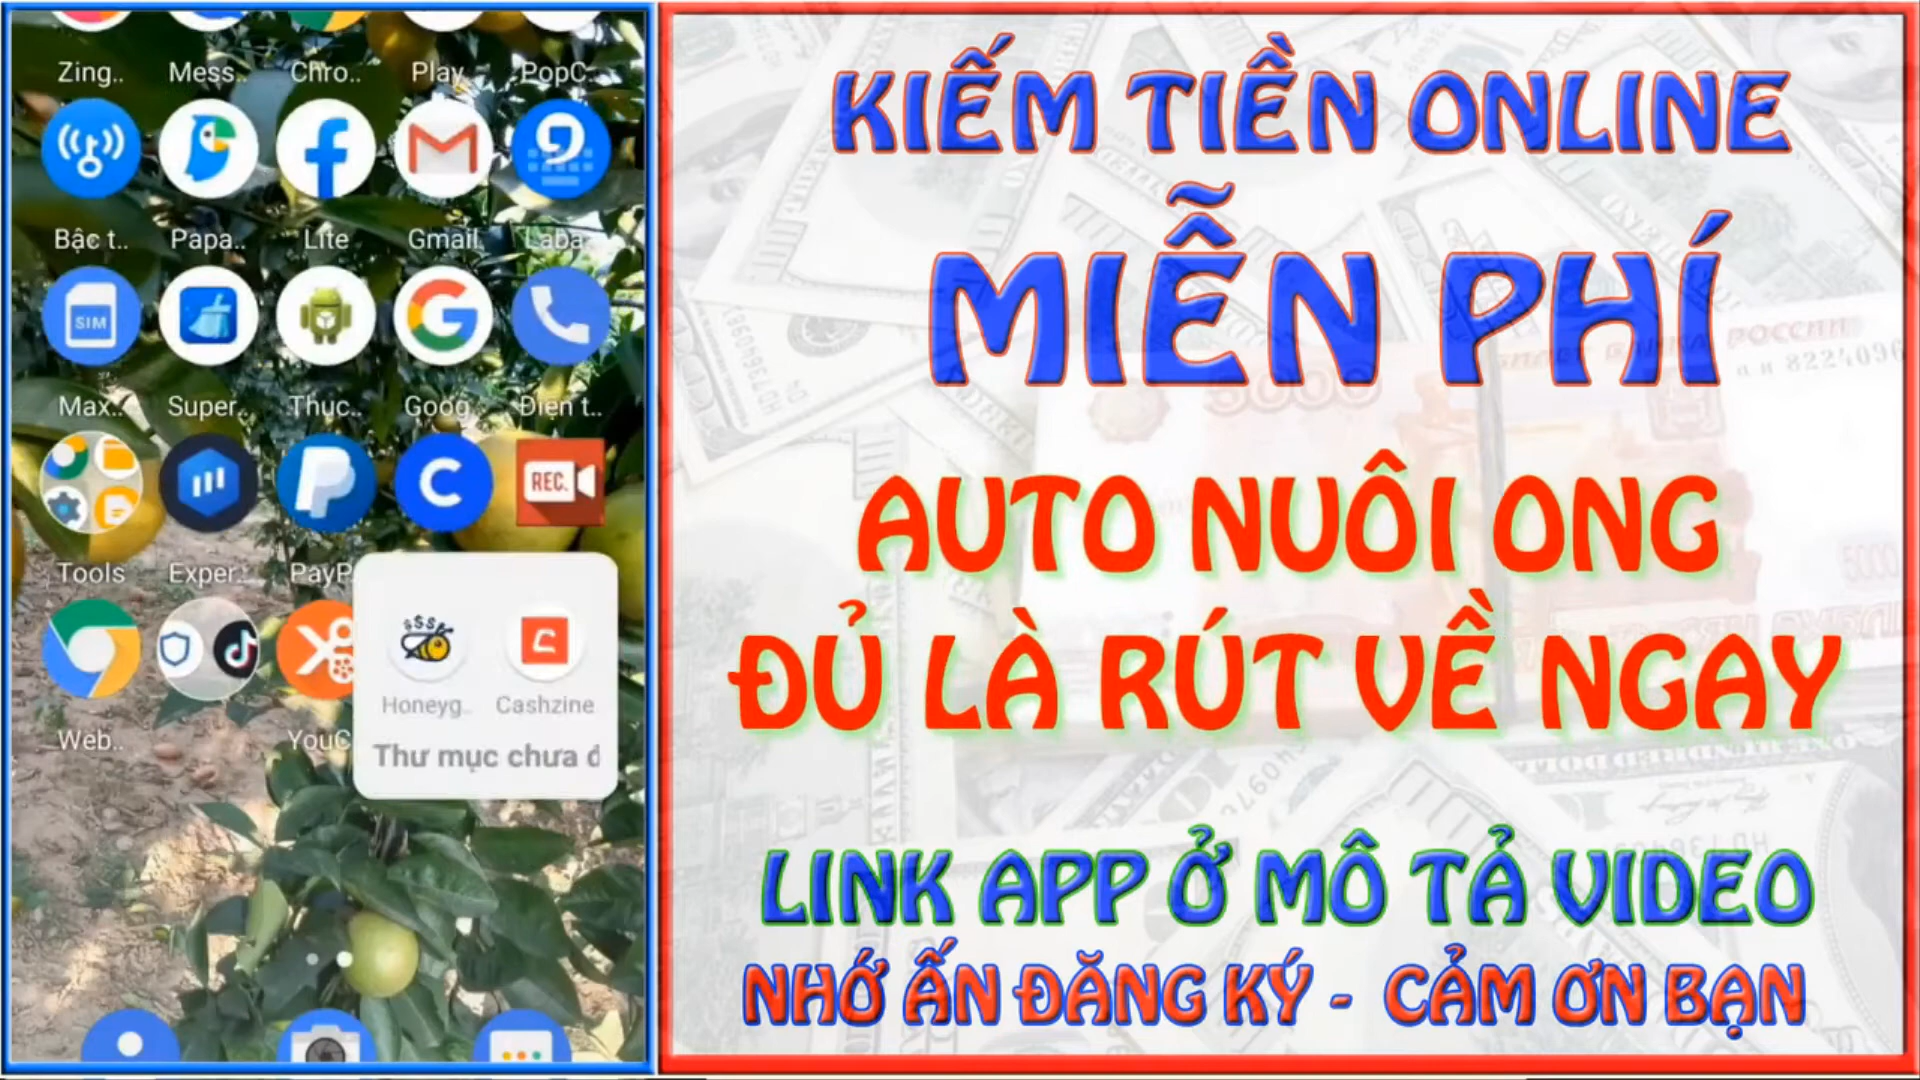 Zing.. Mess.. Chro.. Play PopC..
Bậc t.. Papa.. Lite Gmail Laba..
SIM
Max.. Super.. Thục.. Goog.. Điện t..
REC.
Tools Exper.. PayP
$$$
Honeyg.. Cashzine
Web.. YouC
Thư mục chưa đ
KIẾM TIỀN ONLINE
MIỄN PHÍ
AUTO NUÔI ONG
ĐỦ LÀ RÚT VỀ NGAY
LINK APP Ở MÔ TẢ VIDEO
NHỚ ẤN ĐĂNG KÝ - CẢM ƠN BẠN